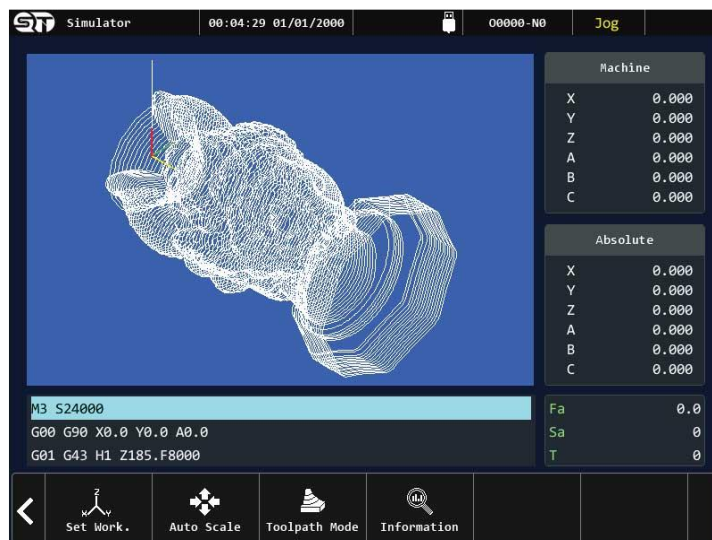 ST Simulator 00:04:29 01/01/2000 O0000-N0 Jog
Machine
X 0.000
Y 0.000
Z 0.000
A 0.000
B 0.000
C 0.000
Absolute
X 0.000
Y 0.000
Z 0.000
A 0.000
B 0.000
C 0.000
M3 S24000
G00 G90 X0.0 Y0.0 A0.0
G01 G43 H1 Z185.F8000
Fa 0.0
Sa 0
T 0
Z
X Y
Set Work. Auto Scale Toolpath Mode Information